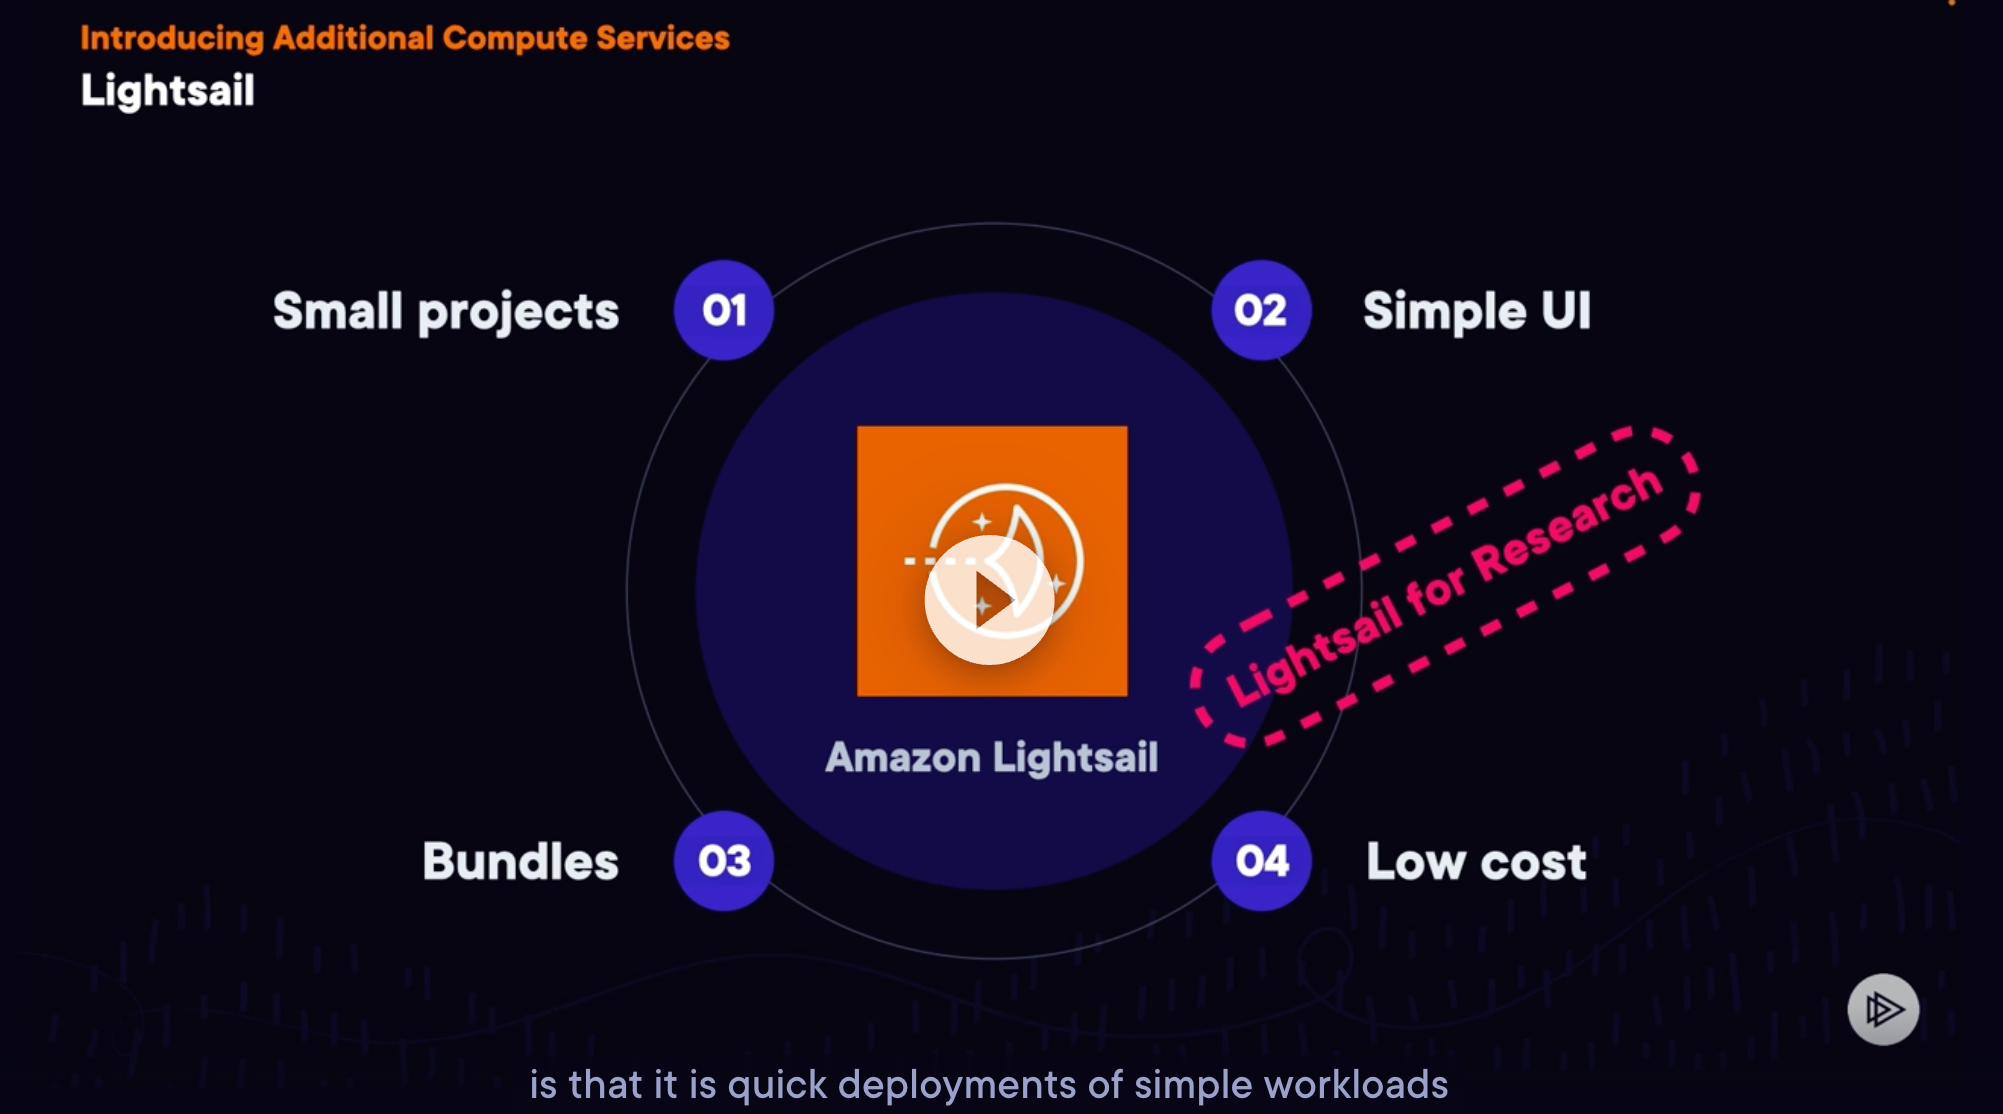 Introducing Additional Compute Services
Lightsail
Small projects
01
02
Simple UI
Lightsail for Research
Amazon Lightsail
Bundles
03
04
Low cost
is that it is quick deployments of simple workloads